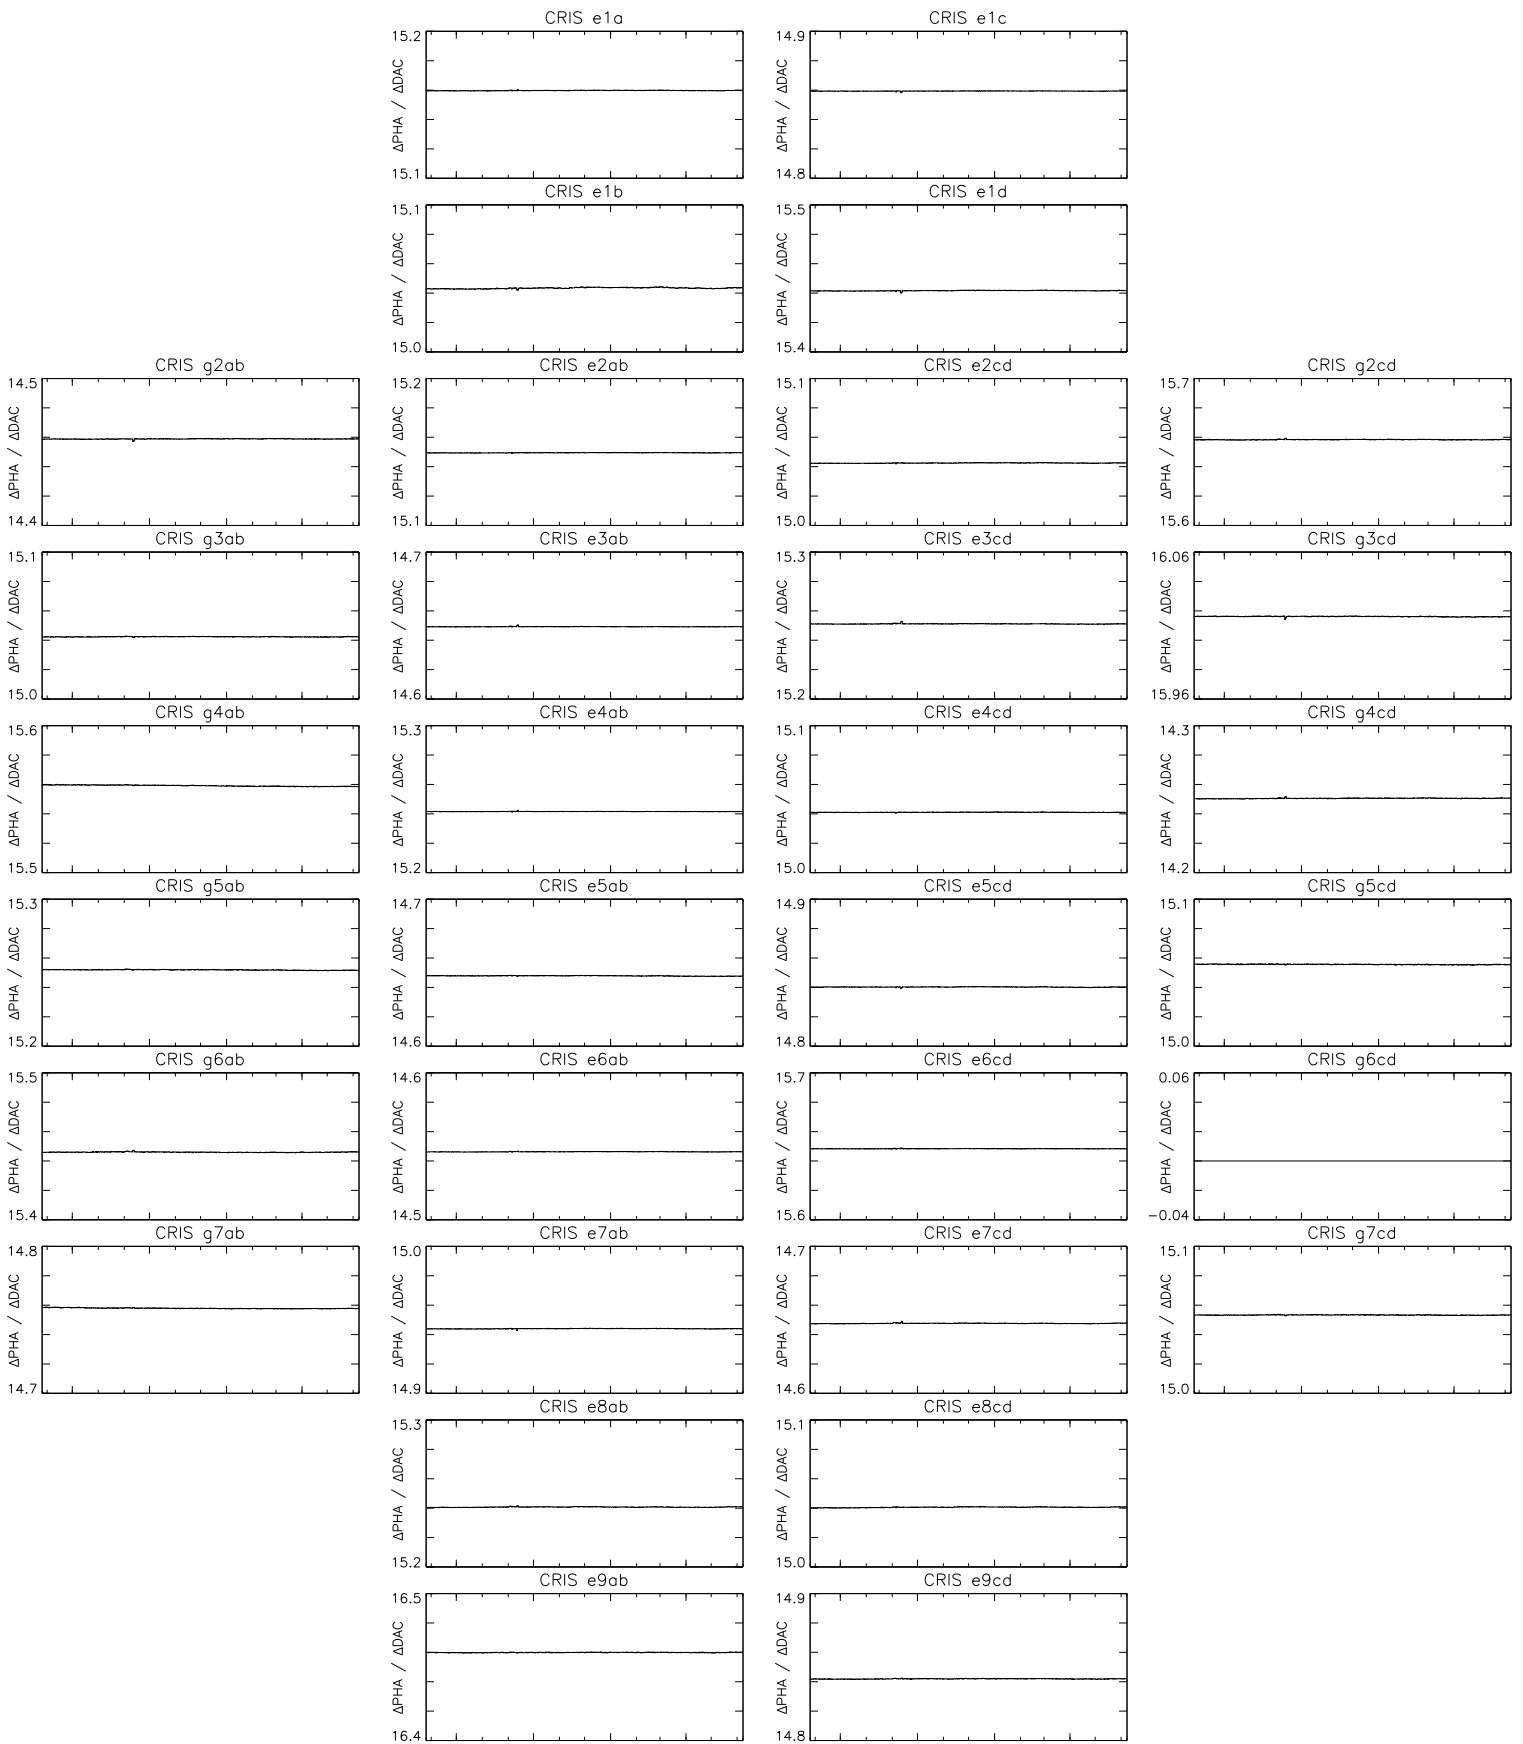 CRIS e1a CRIS e1c
15.2 14.9
ΔPHA / ΔDAC ΔPHA / ΔDAC
15.1 14.8
CRIS e1b CRIS e1d
15.1 15.5
ΔPHA / ΔDAC ΔPHA / ΔDAC
15.0 15.4
CRIS g2ab CRIS e2ab CRIS e2cd CRIS g2cd
14.5 15.2 15.1 15.7
ΔPHA / ΔDAC ΔPHA / ΔDAC ΔPHA / ΔDAC ΔPHA / ΔDAC
14.4 15.1 15.0 15.6
CRIS g3ab CRIS e3ab CRIS e3cd CRIS g3cd
15.1 14.7 15.3 16.06
ΔPHA / ΔDAC ΔPHA / ΔDAC ΔPHA / ΔDAC ΔPHA / ΔDAC
15.0 14.6 15.2 15.96
CRIS g4ab CRIS e4ab CRIS e4cd CRIS g4cd
15.6 15.3 15.1 14.3
ΔPHA / ΔDAC ΔPHA / ΔDAC ΔPHA / ΔDAC ΔPHA / ΔDAC
15.5 15.2 15.0 14.2
CRIS g5ab CRIS e5ab CRIS e5cd CRIS g5cd
15.3 14.7 14.9 15.1
ΔPHA / ΔDAC ΔPHA / ΔDAC ΔPHA / ΔDAC ΔPHA / ΔDAC
15.2 14.6 14.8 15.0
CRIS g6ab CRIS e6ab CRIS e6cd CRIS g6cd
15.5 14.6 15.7 0.06
ΔPHA / ΔDAC ΔPHA / ΔDAC ΔPHA / ΔDAC ΔPHA / ΔDAC
15.4 14.5 15.6 −0.04
CRIS g7ab CRIS e7ab CRIS e7cd CRIS g7cd
14.8 15.0 14.7 15.1
ΔPHA / ΔDAC ΔPHA / ΔDAC ΔPHA / ΔDAC ΔPHA / ΔDAC
14.7 14.9 14.6 15.0
CRIS e8ab CRIS e8cd
15.3 15.1
ΔPHA / ΔDAC ΔPHA / ΔDAC
15.2 15.0
CRIS e9ab CRIS e9cd
16.5 14.9
ΔPHA / ΔDAC ΔPHA / ΔDAC
16.4 14.8